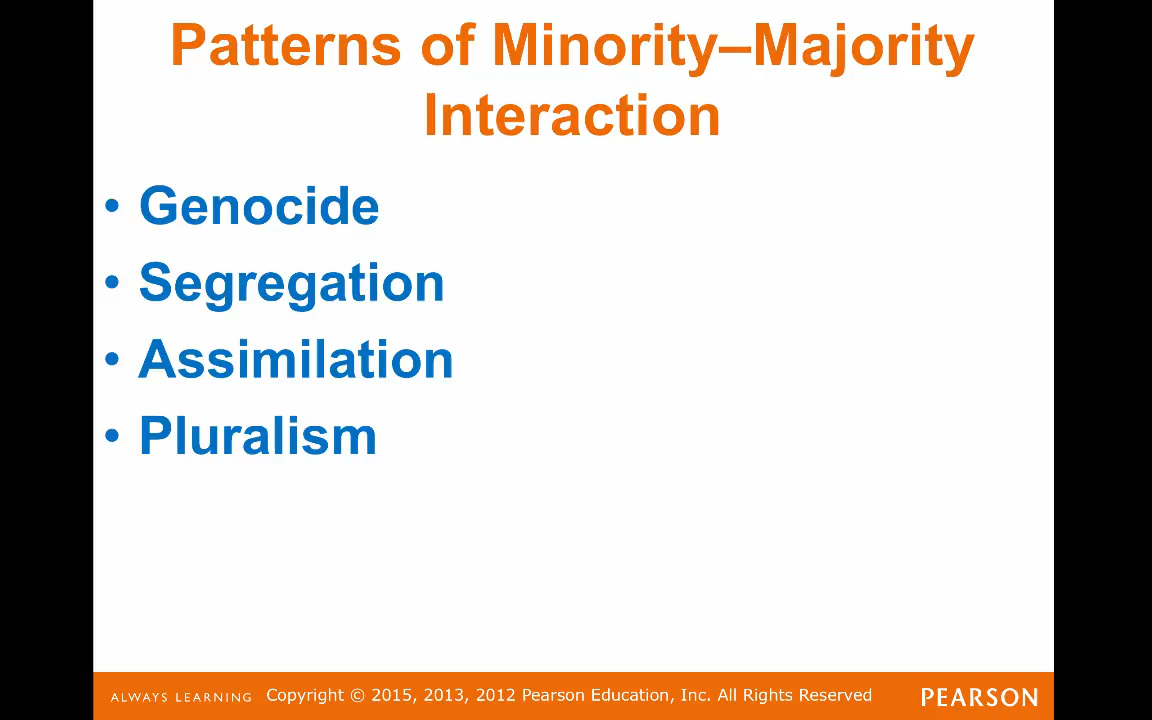 Patterns of Minority–Majority
Interaction
• Genocide
• Segregation
• Assimilation
• Pluralism
ALWAYS LEARNING Copyright © 2015, 2013, 2012 Pearson Education, Inc. All Rights Reserved PEARSON